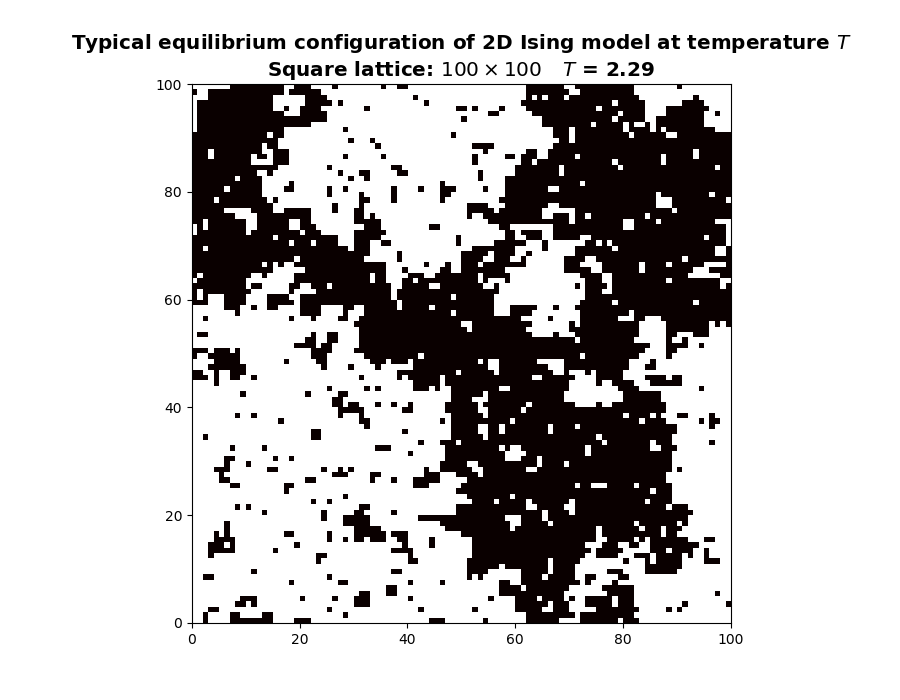 Typical equilibrium configuration of 2D Ising model at temperature T
Square lattice: 100 × 100 T = 2.29
100
80
60
40
20
0
0 20 40 60 80 100